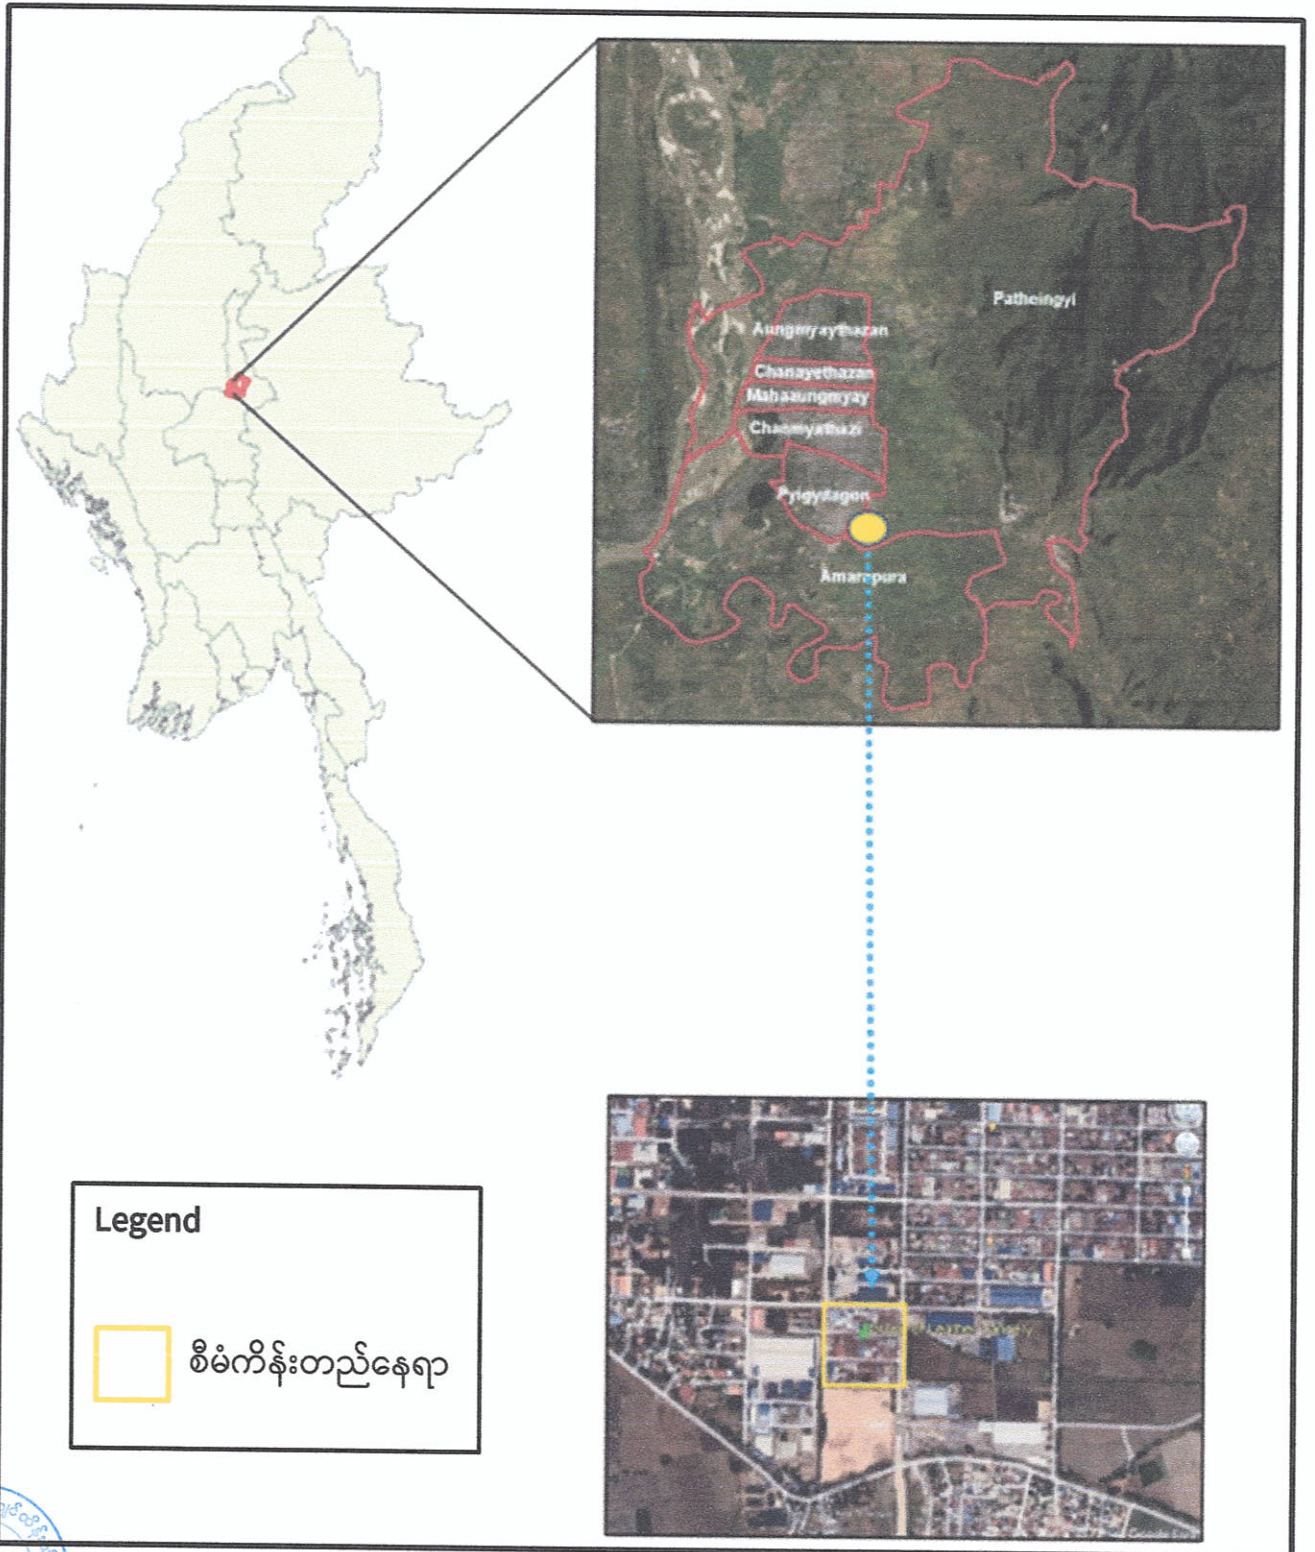 Patheingyi
Aungmyaythazan
Chanayethazan
Mahaaungmyay
Chanmyathazi
Pyigyitagon
Amarapura
Legend
စီမံကိန်းတည်နေရာ